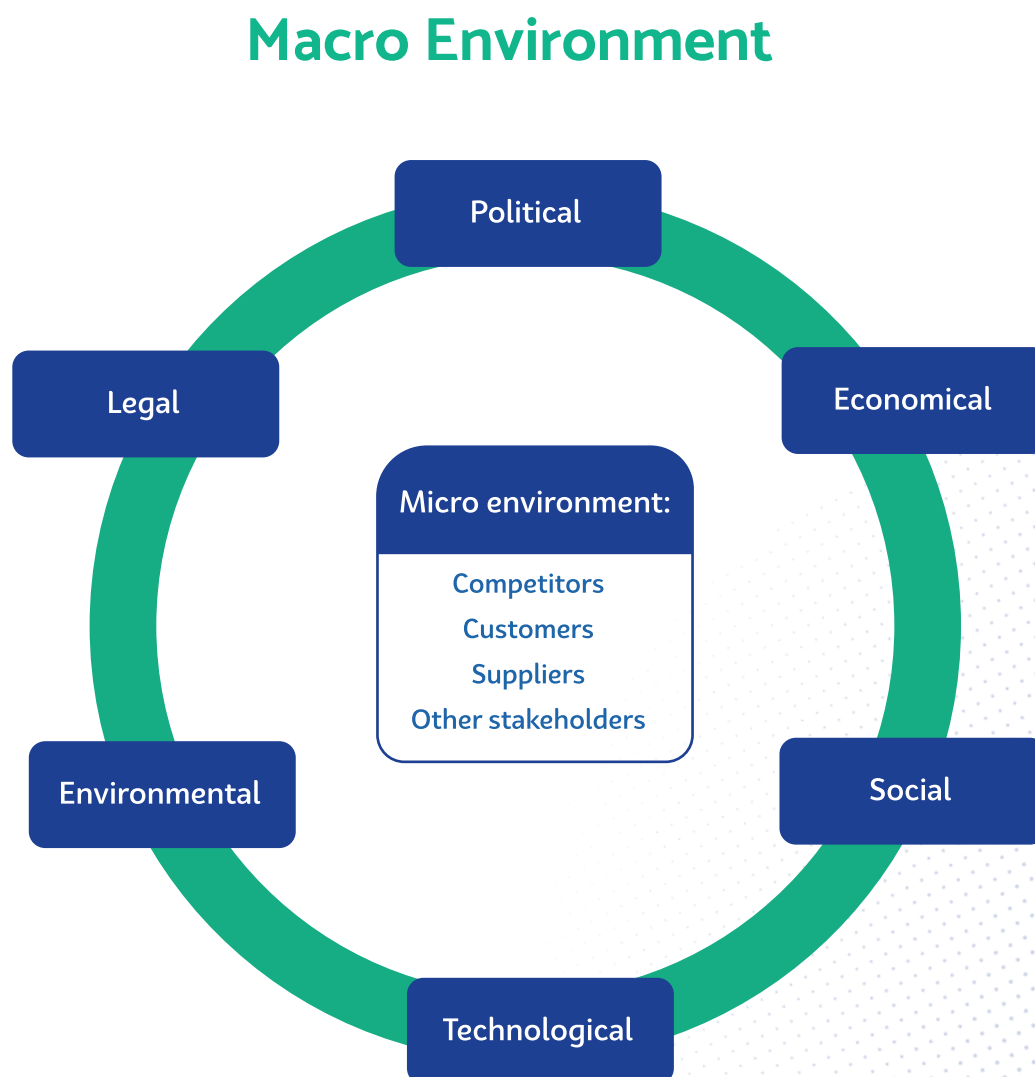 Macro Environment
Political
Legal
Economical
Micro environment:
Competitors
Customers
Suppliers
Other stakeholders
Environmental
Social
Technological